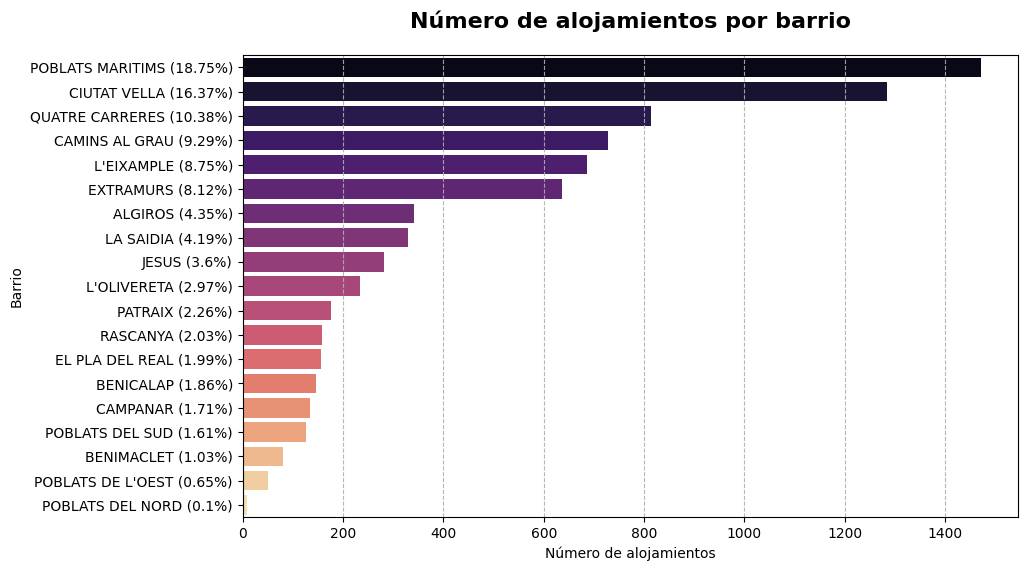 Número de alojamientos por barrio
Barrio
POBLATS MARITIMS (18.75%)
CIUTAT VELLA (16.37%)
QUATRE CARRERES (10.38%)
CAMINS AL GRAU (9.29%)
L'EIXAMPLE (8.75%)
EXTRAMURS (8.12%)
ALGIROS (4.35%)
LA SAIDIA (4.19%)
JESUS (3.6%)
L'OLIVERETA (2.97%)
PATRAIX (2.26%)
RASCANYA (2.03%)
EL PLA DEL REAL (1.99%)
BENICALAP (1.86%)
CAMPANAR (1.71%)
POBLATS DEL SUD (1.61%)
BENIMACLET (1.03%)
POBLATS DE L'OEST (0.65%)
POBLATS DEL NORD (0.1%)
0 200 400 600 800 1000 1200 1400
Número de alojamientos